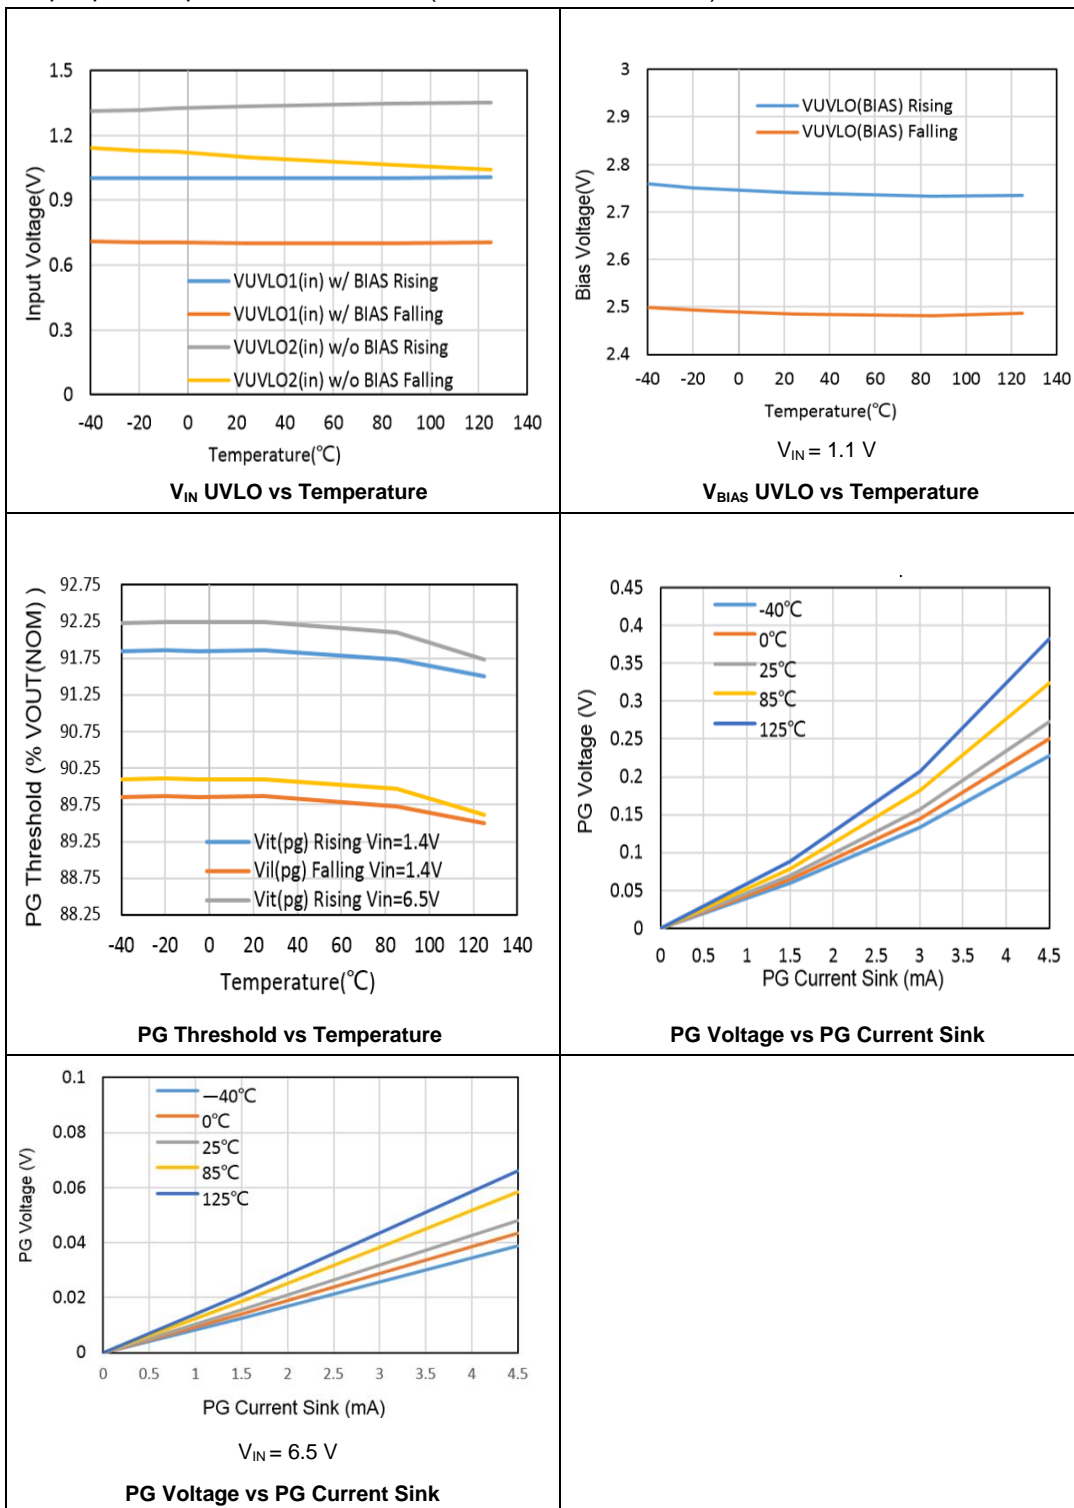 1.5
1.2
0.9
0.6
0.3
0
Input Voltage(V)
VUVLO1(in) w/ BIAS Rising
VUVLO1(in) w/ BIAS Falling
VUVLO2(in) w/o BIAS Rising
VUVLO2(in) w/o BIAS Falling
-40 -20 0 20 40 60 80 100 120 140
Temperature(℃)
V_IN UVLO vs Temperature
3
2.9
2.8
2.7
2.6
2.5
2.4
Bias Voltage(V)
VUVLO(BIAS) Rising
VUVLO(BIAS) Falling
-40 -20 0 20 40 60 80 100 120 140
Temperature(℃)
V_IN = 1.1 V
V_BIAS UVLO vs Temperature
92.75
92.25
91.75
91.25
90.75
90.25
89.75
89.25
88.75
88.25
PG Threshold (% VOUT(NOM) )
Vit(pg) Rising Vin=1.4V
Vil(pg) Falling Vin=1.4V
Vit(pg) Rising Vin=6.5V
-40 -20 0 20 40 60 80 100 120 140
Temperature(℃)
PG Threshold vs Temperature
0.45
0.4
0.35
0.3
0.25
0.2
0.15
0.1
0.05
0
PG Voltage (V)
-40℃
0℃
25℃
85℃
125℃
0 0.5 1 1.5 2 2.5 3 3.5 4 4.5
PG Current Sink (mA)
PG Voltage vs PG Current Sink
0.1
0.08
0.06
0.04
0.02
0
PG Voltage (V)
—40℃
0℃
25℃
85℃
125℃
0 0.5 1 1.5 2 2.5 3 3.5 4 4.5
PG Current Sink (mA)
V_IN = 6.5 V
PG Voltage vs PG Current Sink